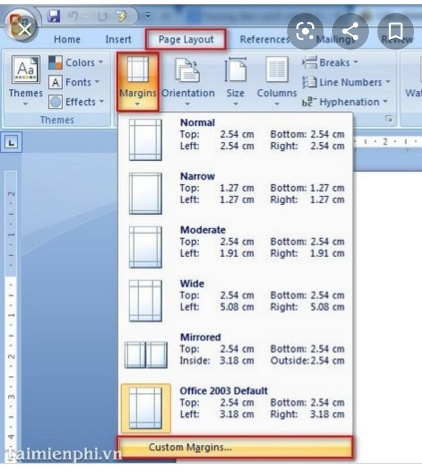 Home Insert Page Layout References Mailings Review
Themes
Colors
Fonts
Effects
Themes
Margins Orientation Size Columns
Breaks
Line Numbers
Hyphenation
Normal
Top: 2.54 cm Bottom: 2.54 cm
Left: 2.54 cm Right: 2.54 cm
Narrow
Top: 1.27 cm Bottom: 1.27 cm
Left: 1.27 cm Right: 1.27 cm
Moderate
Top: 2.54 cm Bottom: 2.54 cm
Left: 1.91 cm Right: 1.91 cm
Wide
Top: 2.54 cm Bottom: 2.54 cm
Left: 5.08 cm Right: 5.08 cm
Mirrored
Top: 2.54 cm Bottom: 2.54 cm
Inside: 3.18 cm Outside: 2.54 cm
Office 2003 Default
Top: 2.54 cm Bottom: 2.54 cm
Left: 3.18 cm Right: 3.18 cm
Custom Margins...
Taimienphi.vn